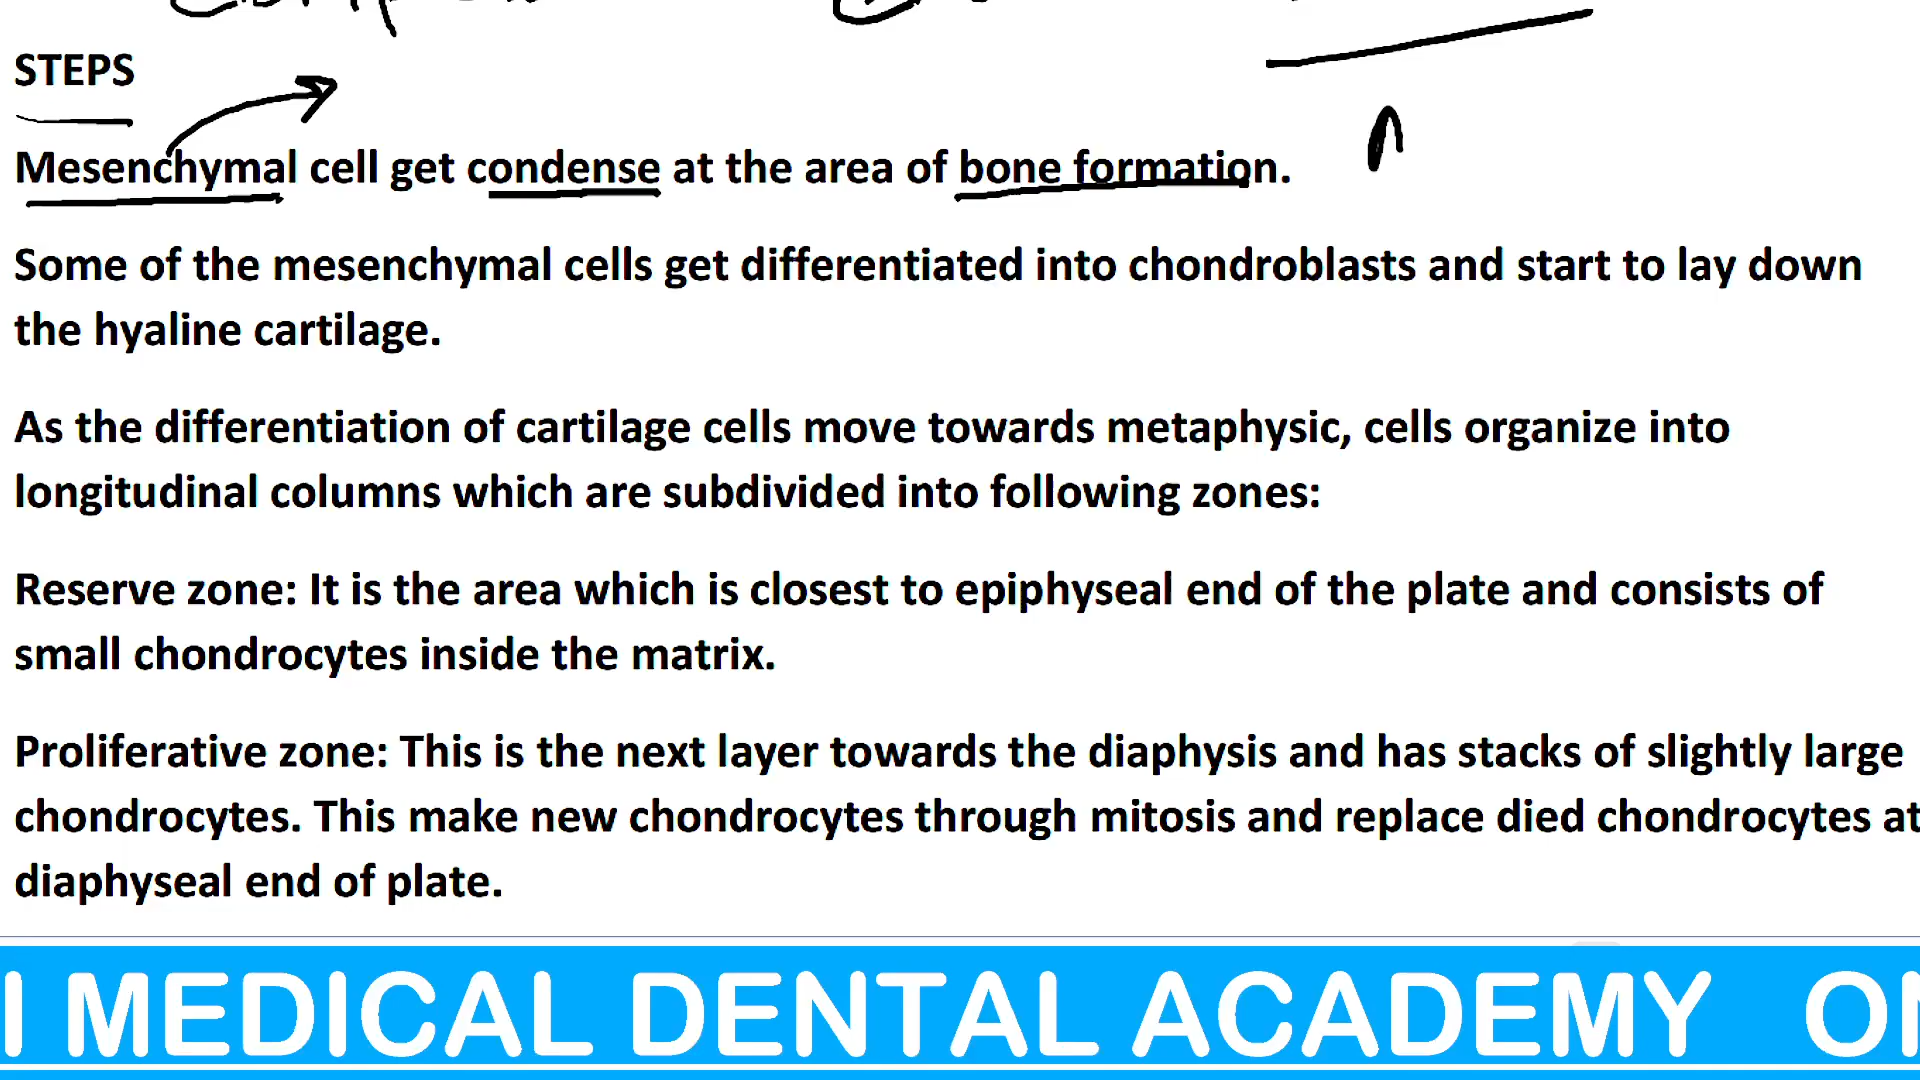 STEPS
Mesenchymal cell get condense at the area of bone formation.
Some of the mesenchymal cells get differentiated into chondroblasts and start to lay down
the hyaline cartilage.
As the differentiation of cartilage cells move towards metaphysic, cells organize into
longitudinal columns which are subdivided into following zones:
Reserve zone: It is the area which is closest to epiphyseal end of the plate and consists of
small chondrocytes inside the matrix.
Proliferative zone: This is the next layer towards the diaphysis and has stacks of slightly large
chondrocytes. This make new chondrocytes through mitosis and replace died chondrocytes at
diaphyseal end of plate.
I MEDICAL DENTAL ACADEMY